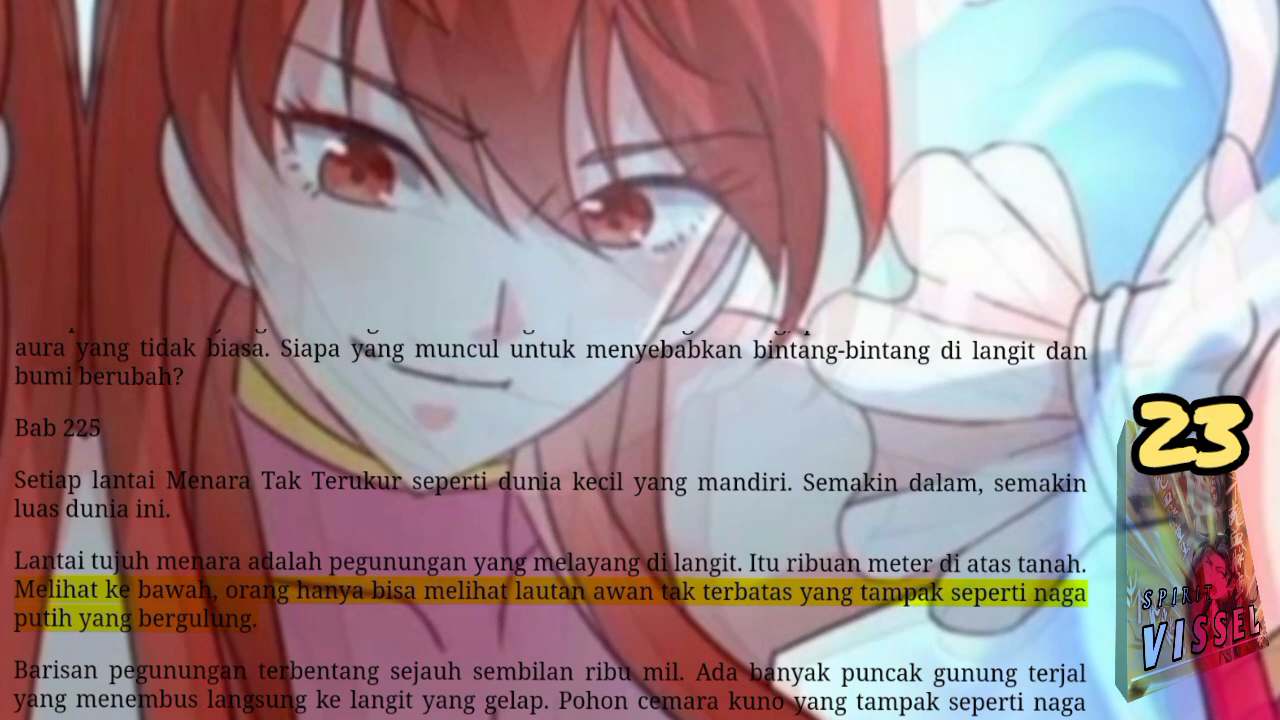 aura yang tidak biasa. Siapa yang muncul untuk menyebabkan bintang-bintang di langit dan
bumi berubah?
Bab 225
Setiap lantai Menara Tak Terukur seperti dunia kecil yang mandiri. Semakin dalam, semakin
luas dunia ini.
Lantai tujuh menara adalah pegunungan yang melayang di langit. Itu ribuan meter di atas tanah.
Melihat ke bawah, orang hanya bisa melihat lautan awan tak terbatas yang tampak seperti naga
putih yang bergulung.
Barisan pegunungan terbentang sejauh sembilan ribu mil. Ada banyak puncak gunung terjal
yang menembus langsung ke langit yang gelap. Pohon cemara kuno yang tampak seperti naga
23
SPIRIT
VISSEL